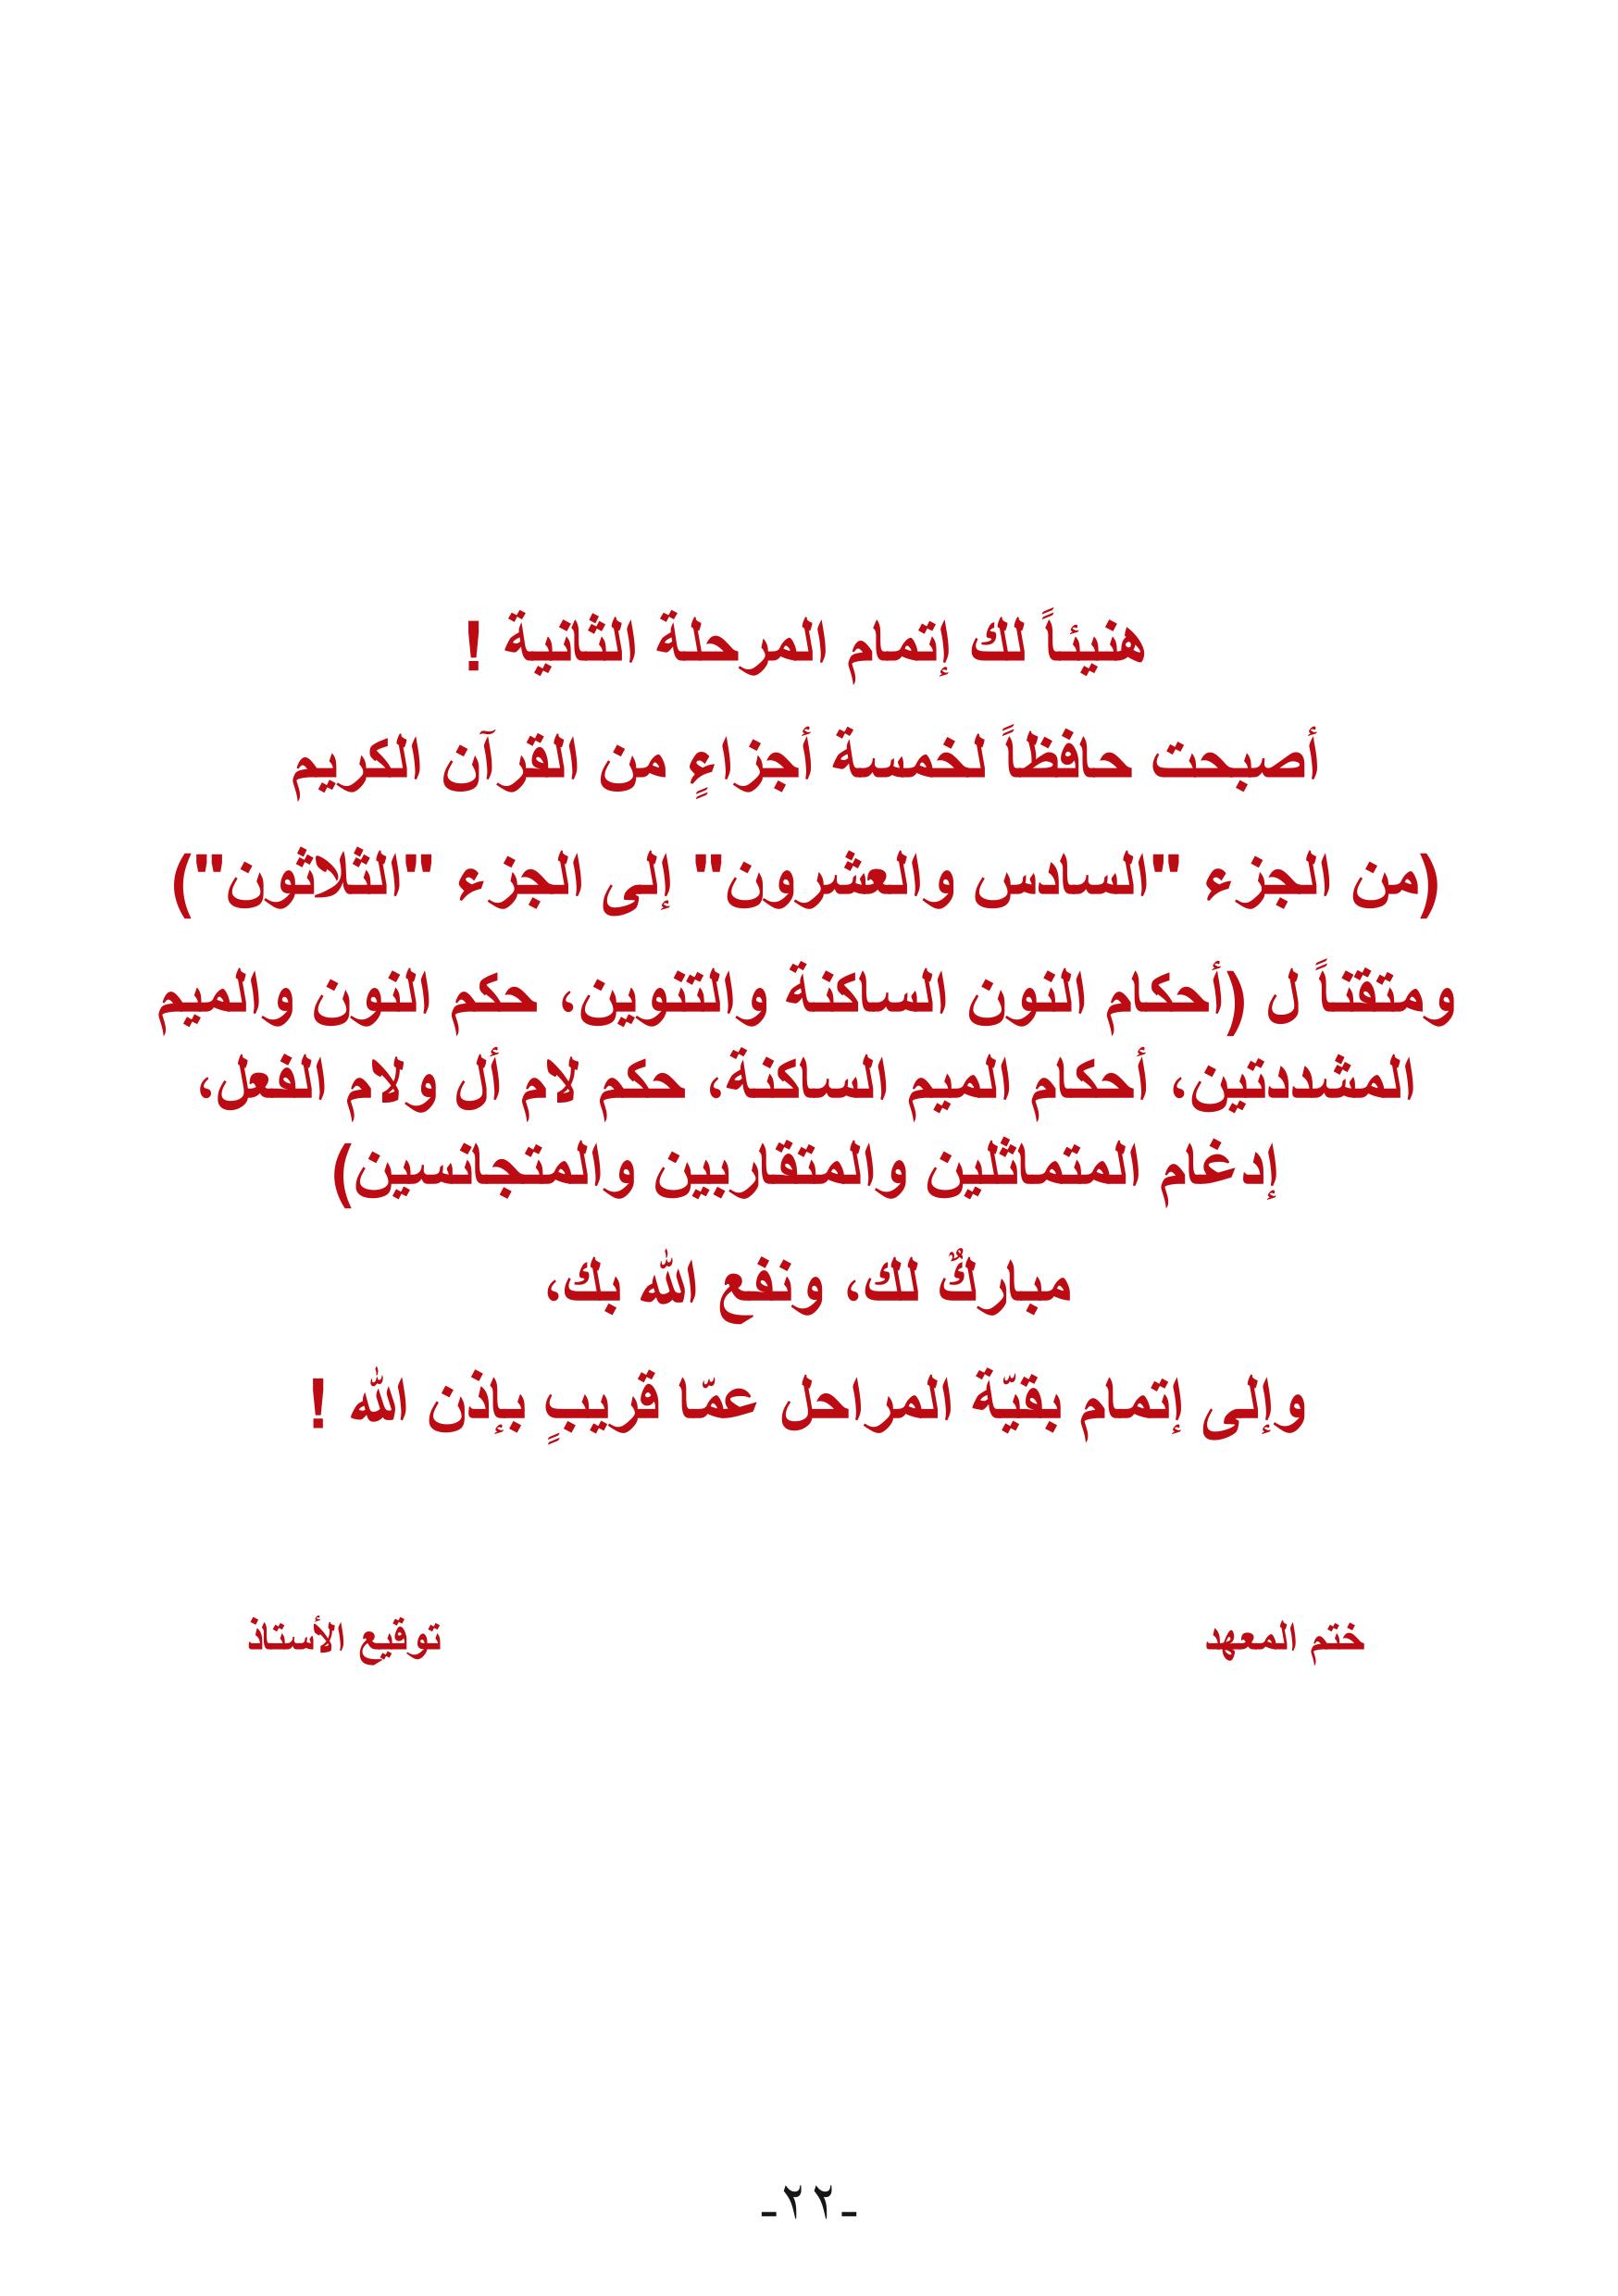 هنيئاً لك إتمام المرحلة الثانية !
أصبحت حافظاً لخمسة أجزاءٍ من القرآن الكريم
(من الجزء "السادس والعشرون" إلى الجزء "الثلاثون")
ومتقناً ل (أحكام النون الساكنة والتنوين، حكم النون والميم
المشددتين، أحكام الميم الساكنة، حكم لام أل ولام الفعل،
إدغام المتماثلين والمتقاربين والمتجانسين)
مباركٌ لك، ونفع الله بك،
وإلى إتمام بقيّة المراحل عمّا قريبٍ بإذن الله !
ختم المعهد توقيع الأستاذ
-٢٢-